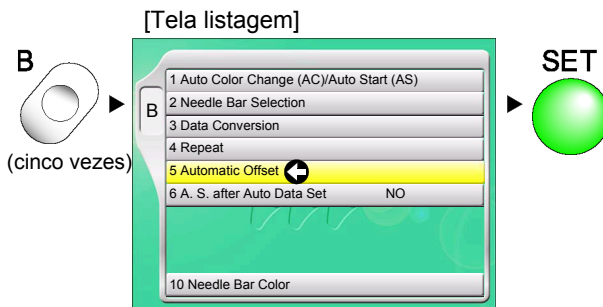 [Tela listagem]
B
(cinco vezes)
B
1 Auto Color Change (AC)/Auto Start (AS)
2 Needle Bar Selection
3 Data Conversion
4 Repeat
5 Automatic Offset
6 A. S. after Auto Data Set NO
10 Needle Bar Color
SET